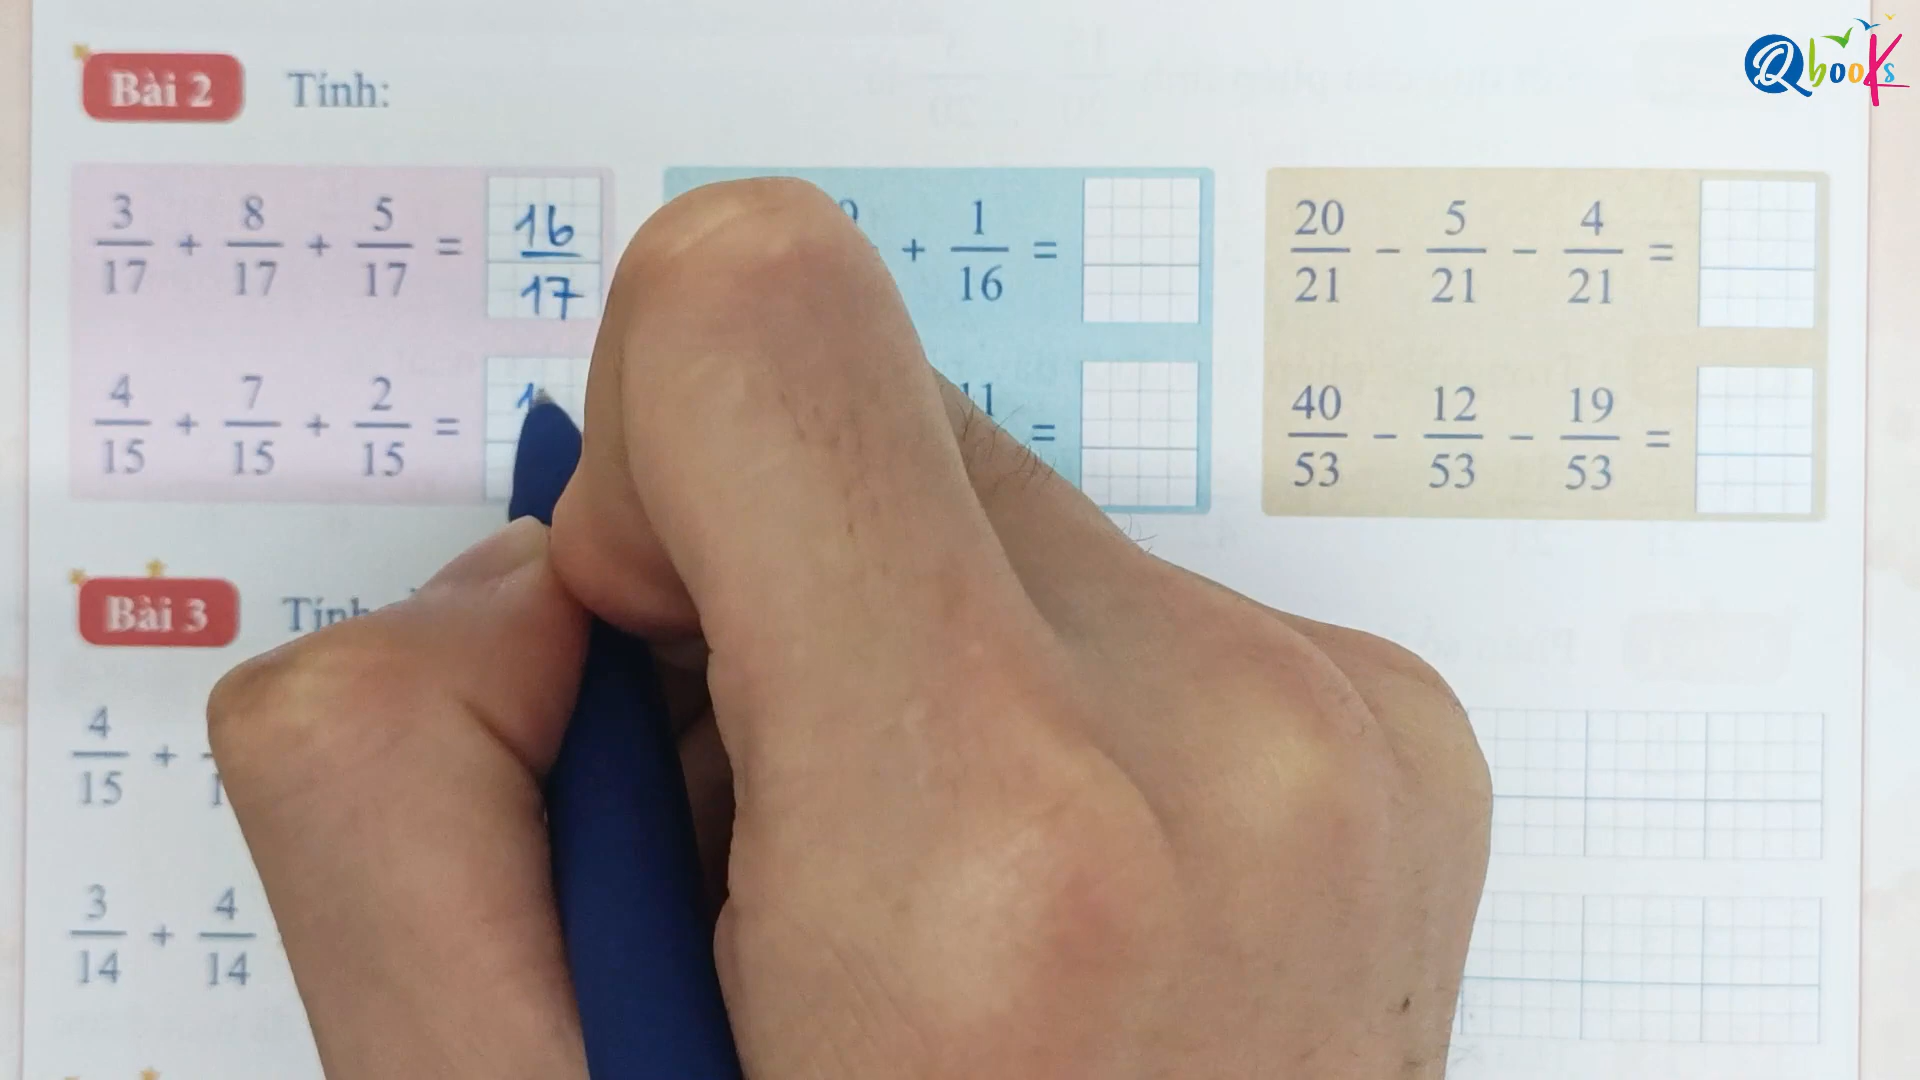 Qbooks
Bài 2 Tính:
3/17 + 8/17 + 5/17 = 16/17
+ 1/16 =
20/21 - 5/21 - 4/21 =
4/15 + 7/15 + 2/15 = 1
=
40/53 - 12/53 - 19/53 =
Bài 3
4/15 +
3/14 + 4/14